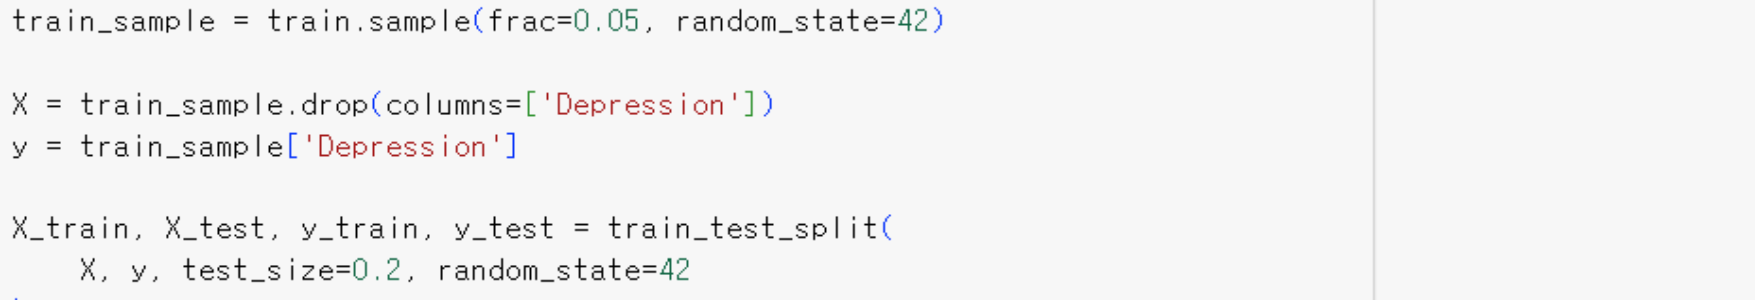 train_sample = train.sample(frac=0.05, random_state=42)
X = train_sample.drop(columns=['Depression'])
y = train_sample['Depression']
X_train, X_test, y_train, y_test = train_test_split(
    X, y, test_size=0.2, random_state=42